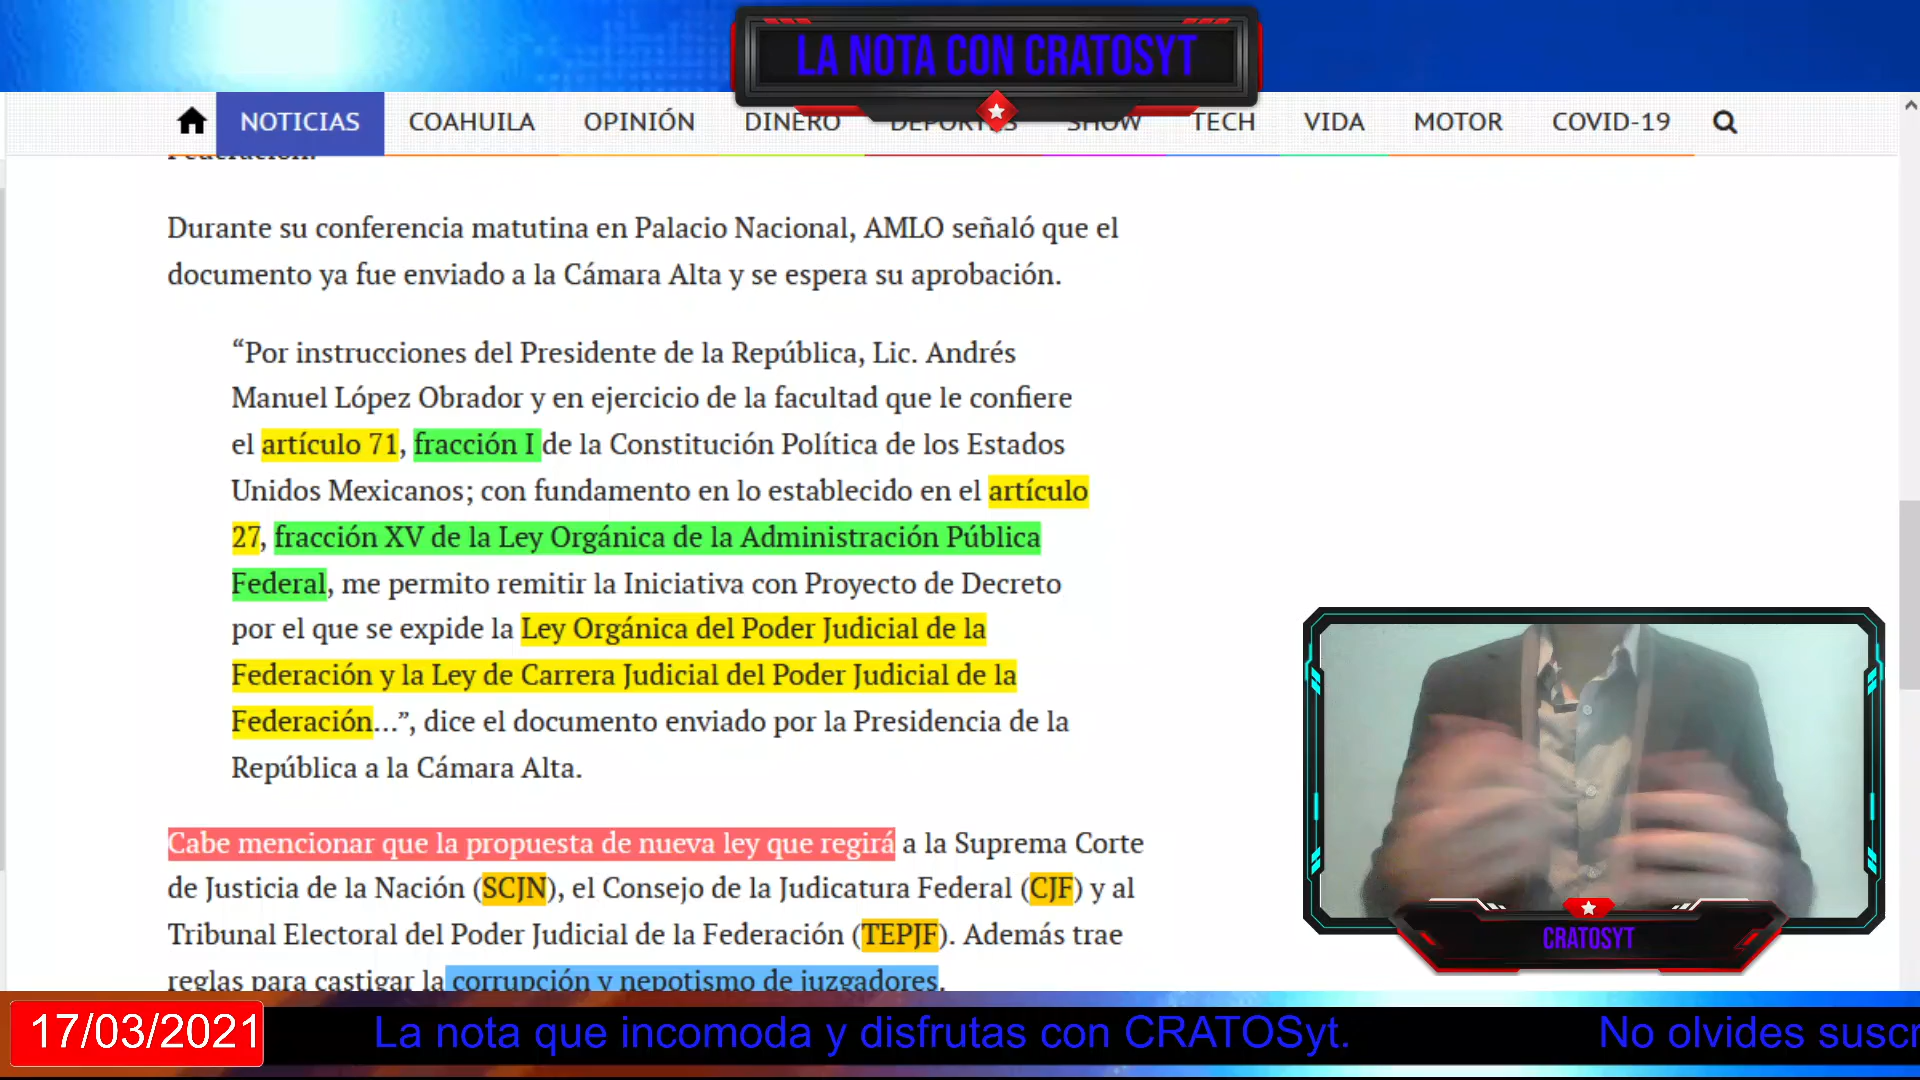 LA NOTA CON CRATOSYT
NOTICIAS COAHUILA OPINIÓN DINERO DEPORTES SHOW TECH VIDA MOTOR COVID-19
Federación.
Durante su conferencia matutina en Palacio Nacional, AMLO señaló que el
documento ya fue enviado a la Cámara Alta y se espera su aprobación.
“Por instrucciones del Presidente de la República, Lic. Andrés
Manuel López Obrador y en ejercicio de la facultad que le confiere
el artículo 71, fracción I de la Constitución Política de los Estados
Unidos Mexicanos; con fundamento en lo establecido en el artículo
27, fracción XV de la Ley Orgánica de la Administración Pública
Federal, me permito remitir la Iniciativa con Proyecto de Decreto
por el que se expide la Ley Orgánica del Poder Judicial de la
Federación y la Ley de Carrera Judicial del Poder Judicial de la
Federación…”, dice el documento enviado por la Presidencia de la
República a la Cámara Alta.
Cabe mencionar que la propuesta de nueva ley que regirá a la Suprema Corte
de Justicia de la Nación (SCJN), el Consejo de la Judicatura Federal (CJF) y al
Tribunal Electoral del Poder Judicial de la Federación (TEPJF). Además trae
reglas para castigar la corrupción y nepotismo de juzgadores.
CRATOSYT
17/03/2021 La nota que incomoda y disfrutas con CRATOSyt. No olvides suscr